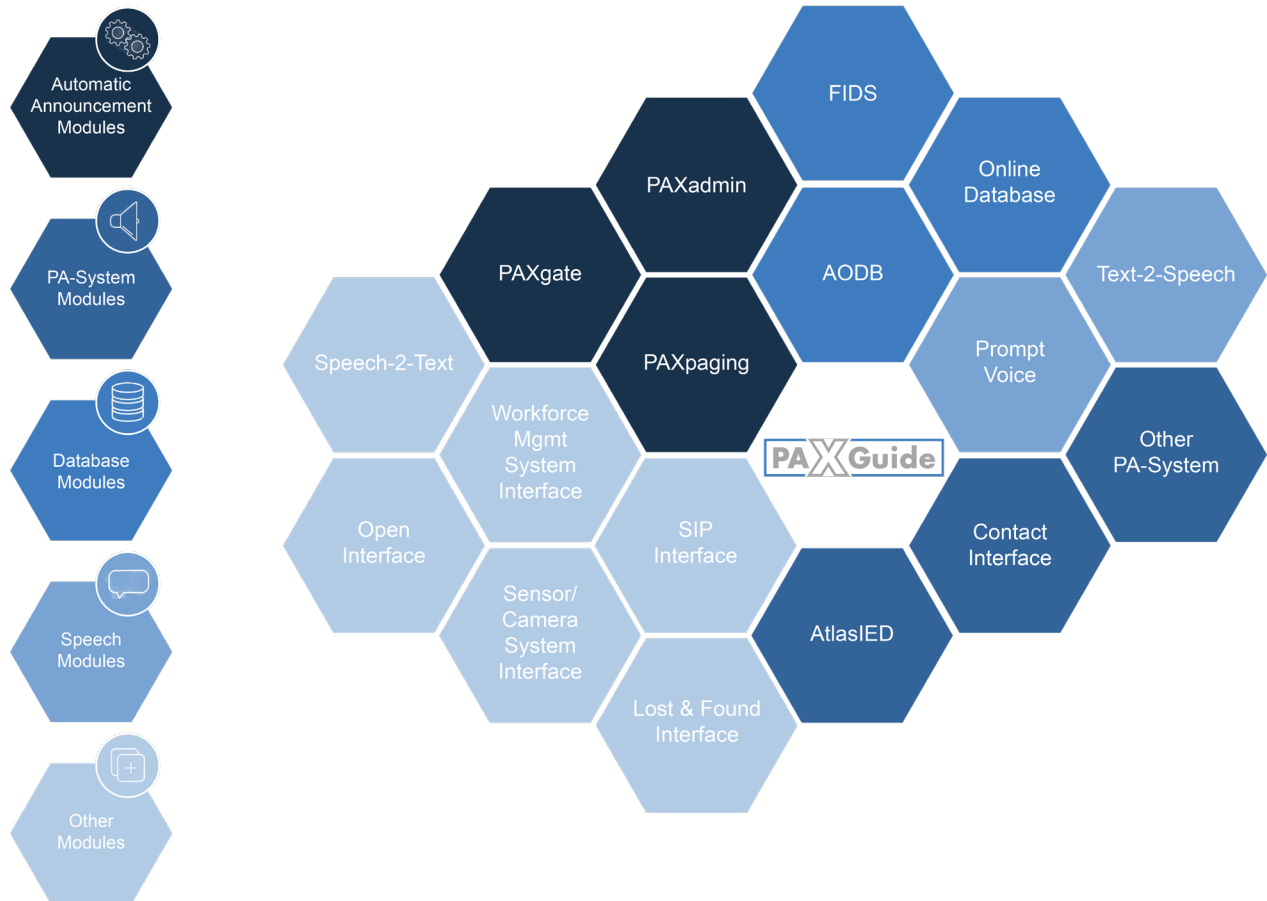 Automatic
Announcement
Modules
PA-System
Modules
Database
Modules
Speech
Modules
Other
Modules
FIDS
PAXadmin
Online
Database
PAXgate
AODB
Text-2-Speech
Speech-2-Text
PAXpaging
Prompt
Voice
Workforce
Mgmt
System
Interface
PAXGuide
Other
PA-System
Open
Interface
SIP
Interface
Contact
Interface
Sensor/
Camera
System
Interface
AtlasIED
Lost & Found
Interface